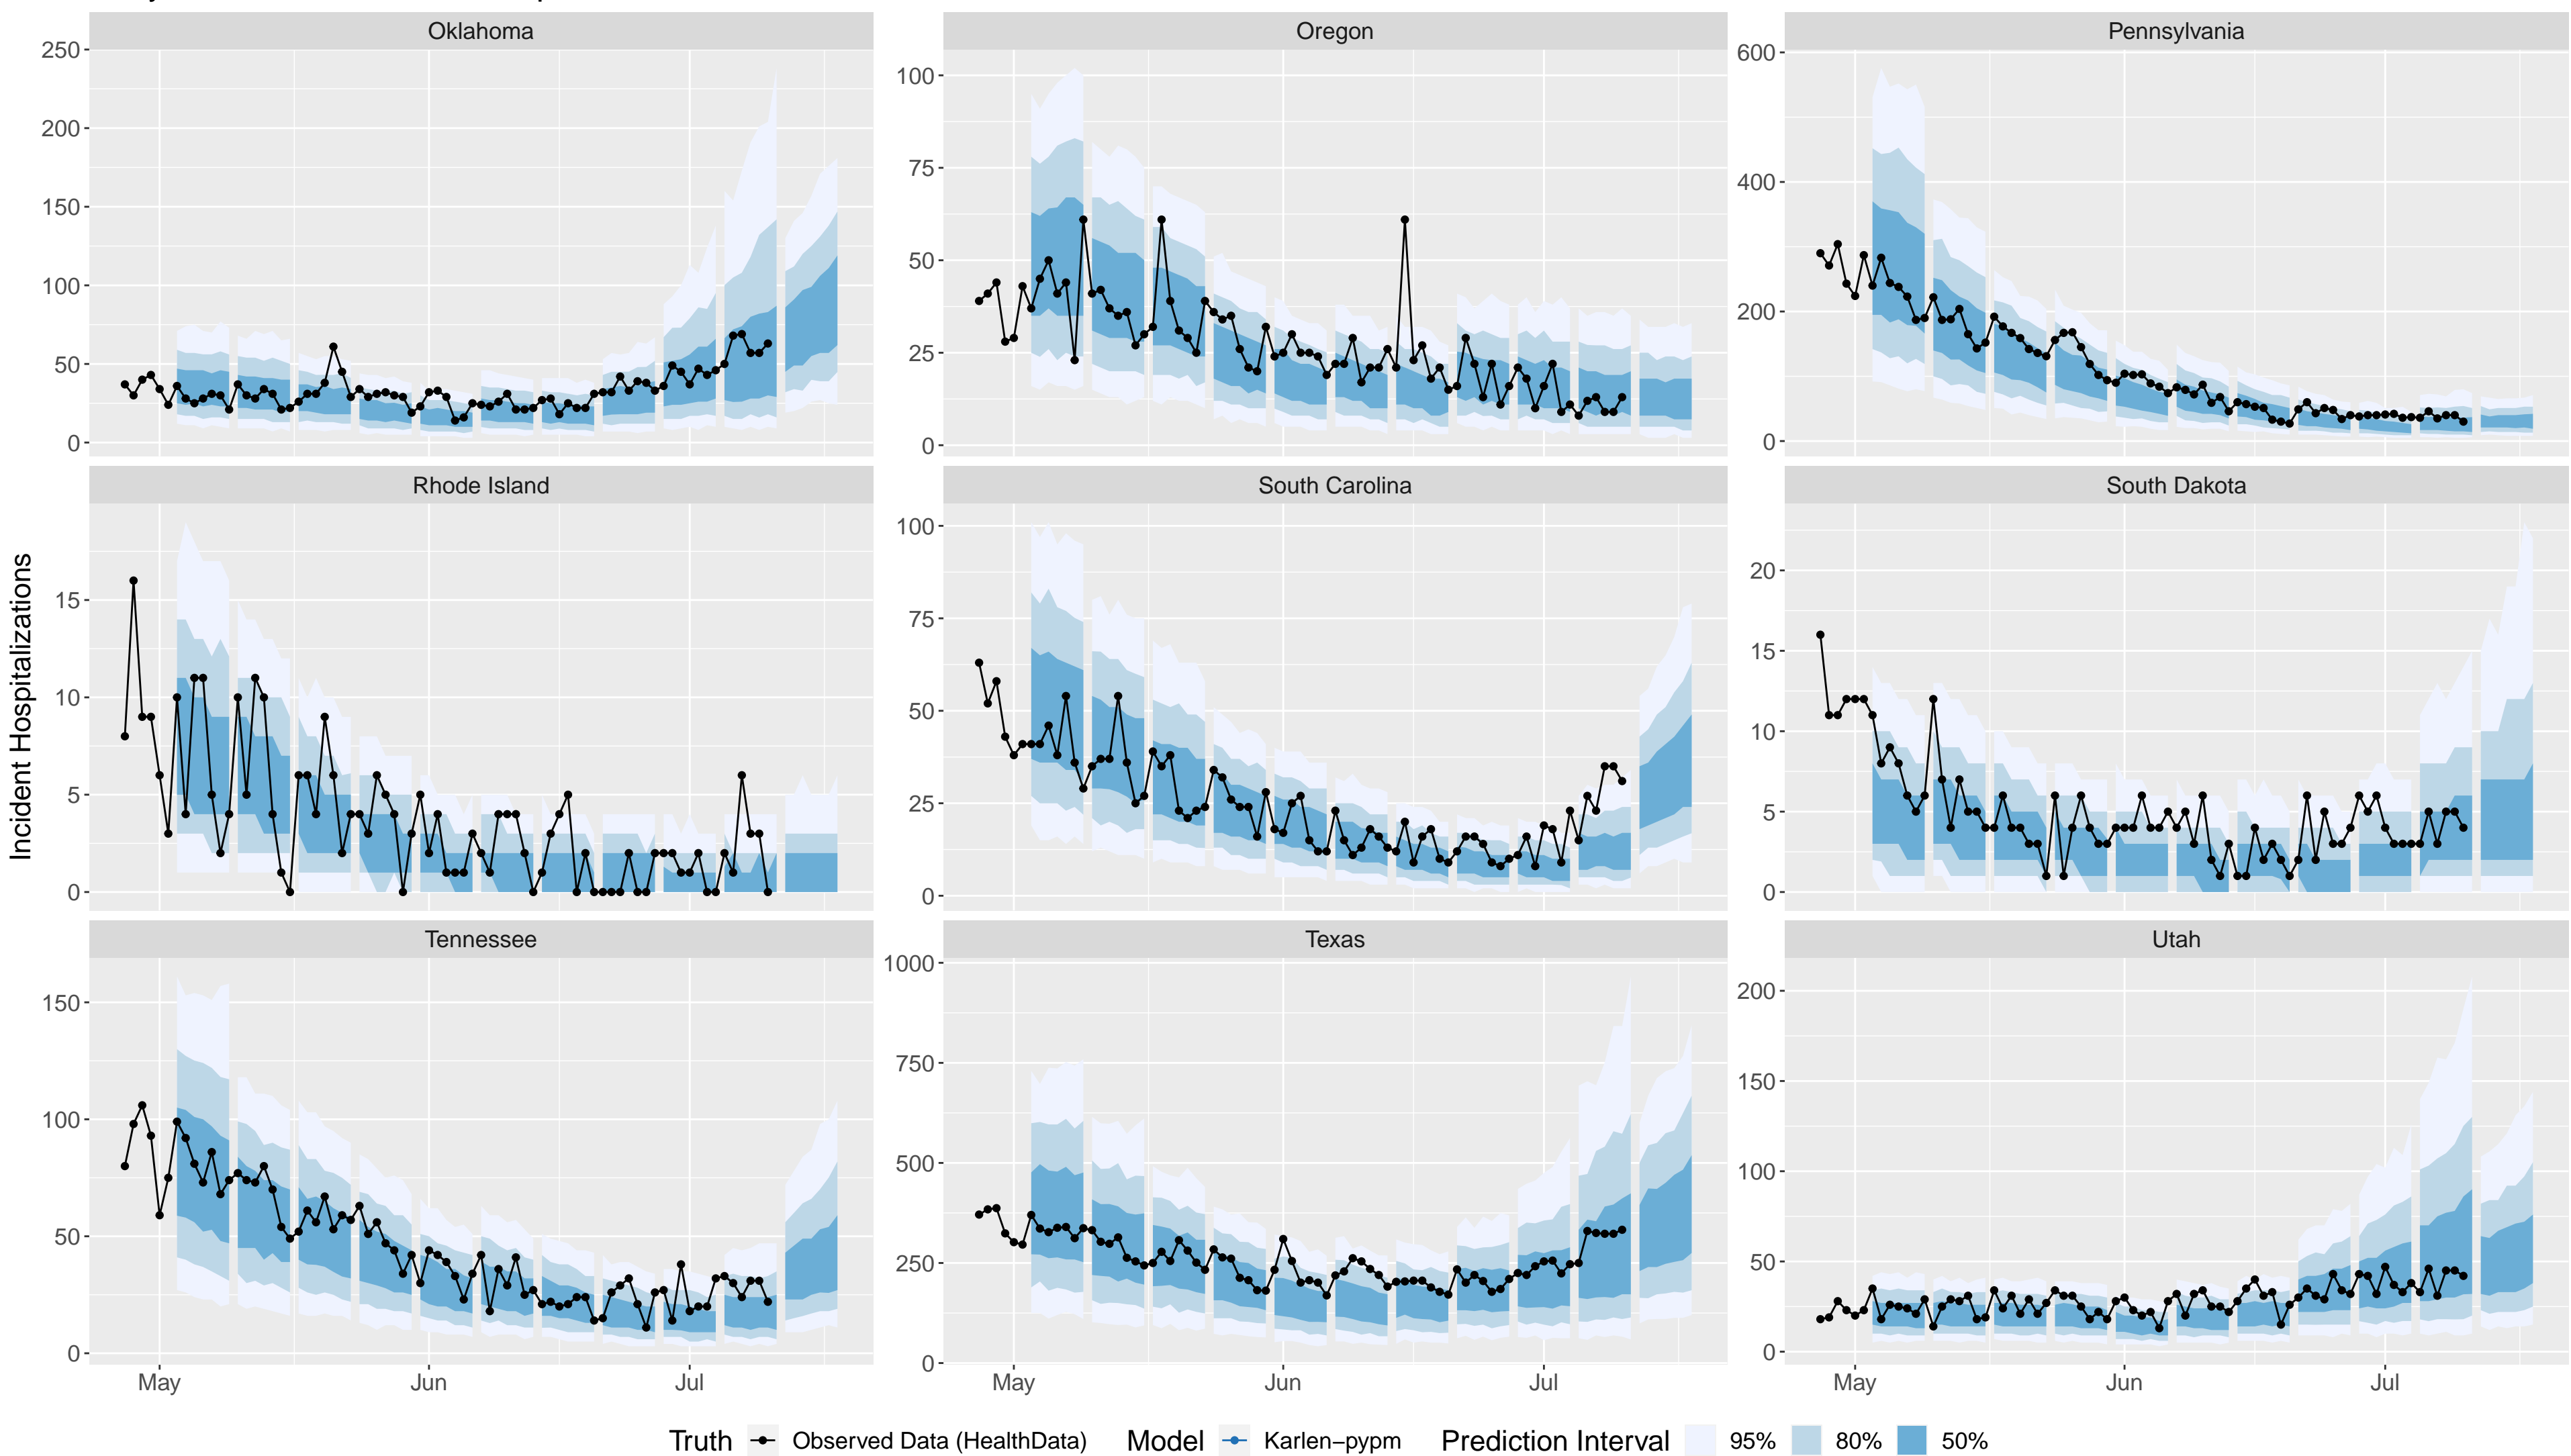 Oklahoma Oregon Pennsylvania
250 200 150 100 50 0
100 75 50 25 0
600 400 200 0
Rhode Island South Carolina South Dakota
15 10 5 0
100 75 50 25 0
20 15 10 5 0
Incident Hospitalizations
Tennessee Texas Utah
150 100 50 0
1000 750 500 250 0
200 150 100 50 0
May Jun Jul May Jun Jul May Jun Jul
Truth Observed Data (HealthData) Model Karlen−pypm Prediction Interval 95% 80% 50%